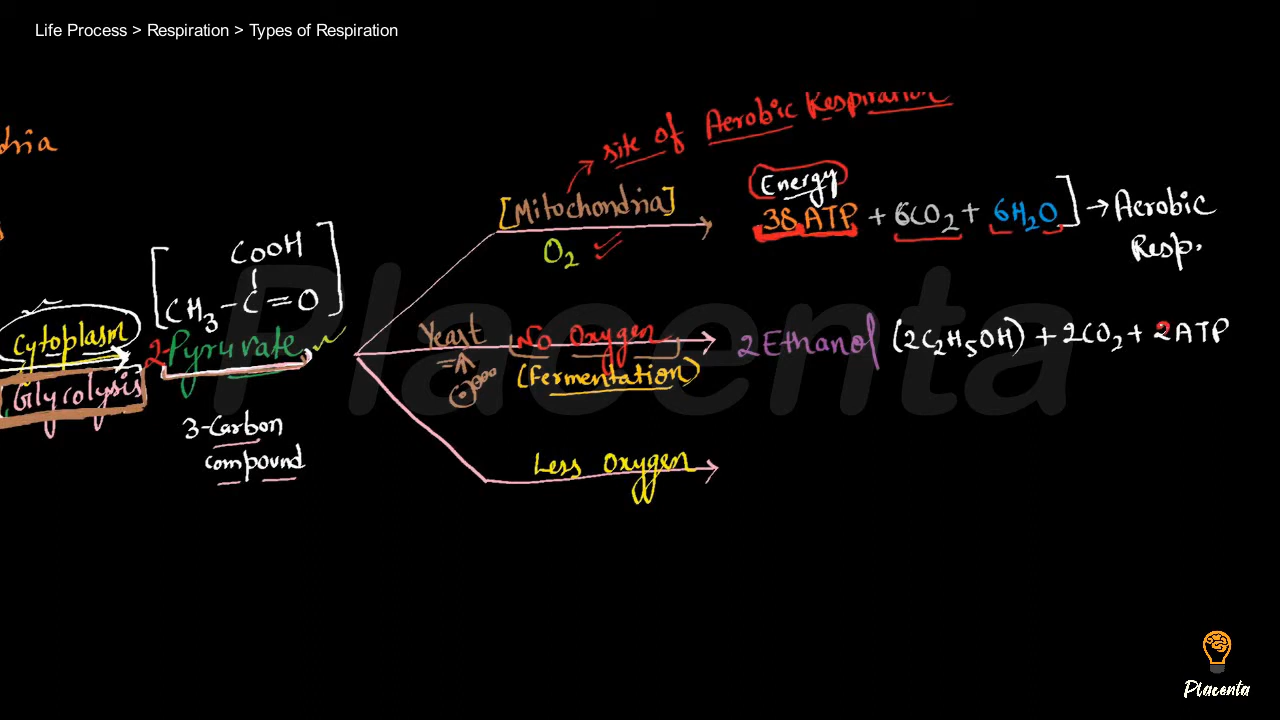 Life Process > Respiration > Types of Respiration
site of Aerobic Respiration
dria
[Mitochondria]
O2
Energy
38 ATP + 6CO2 + 6H2O ] → Aerobic
Resp.
COOH
CH3 - C = O
Cytoplasm
Glycolysis
2-Pyruvate
3-Carbon
compound
Yeast
No Oxygen
(Fermentation)
2 Ethanol (2C2H5OH) + 2CO2 + 2ATP
Less Oxygen
Placenta
Placenta